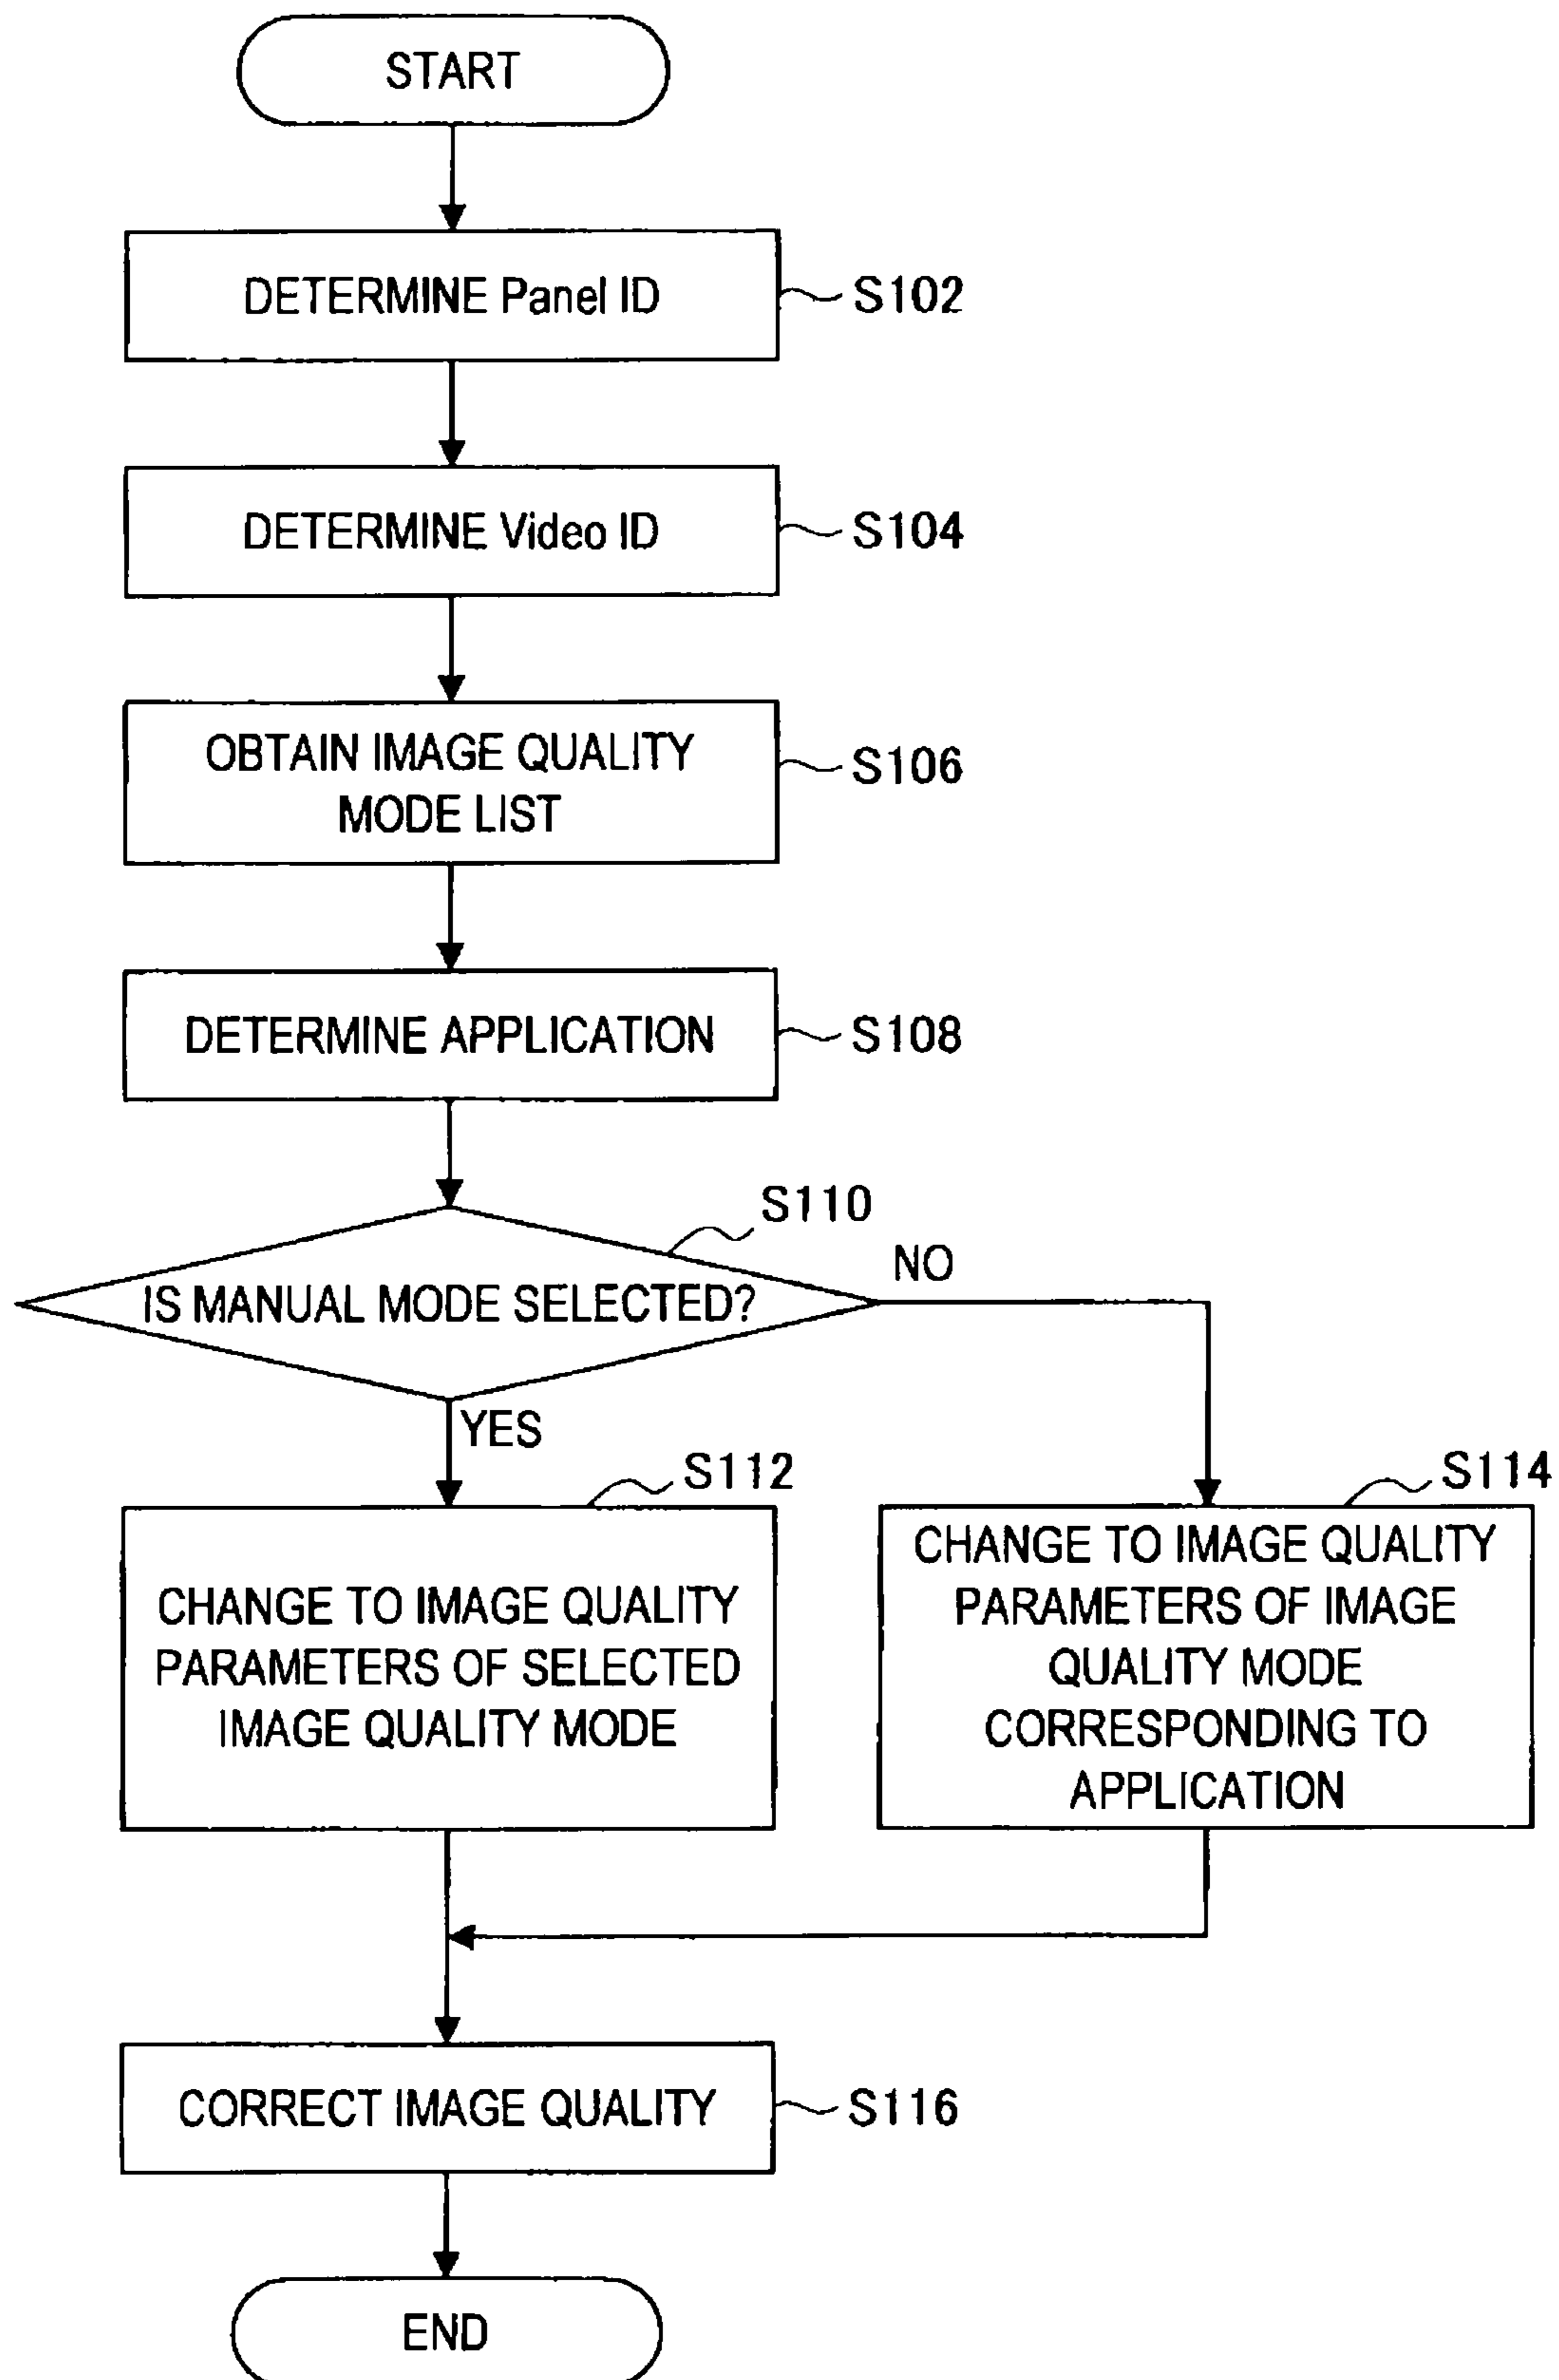 START
DETERMINE Panel ID
S102
DETERMINE Video ID
S104
OBTAIN IMAGE QUALITY
MODE LIST
S106
DETERMINE APPLICATION
S108
S110
IS MANUAL MODE SELECTED?
NO
YES
S112
CHANGE TO IMAGE QUALITY
PARAMETERS OF SELECTED
IMAGE QUALITY MODE
S114
CHANGE TO IMAGE QUALITY
PARAMETERS OF IMAGE
QUALITY MODE
CORRESPONDING TO
APPLICATION
CORRECT IMAGE QUALITY
S116
END